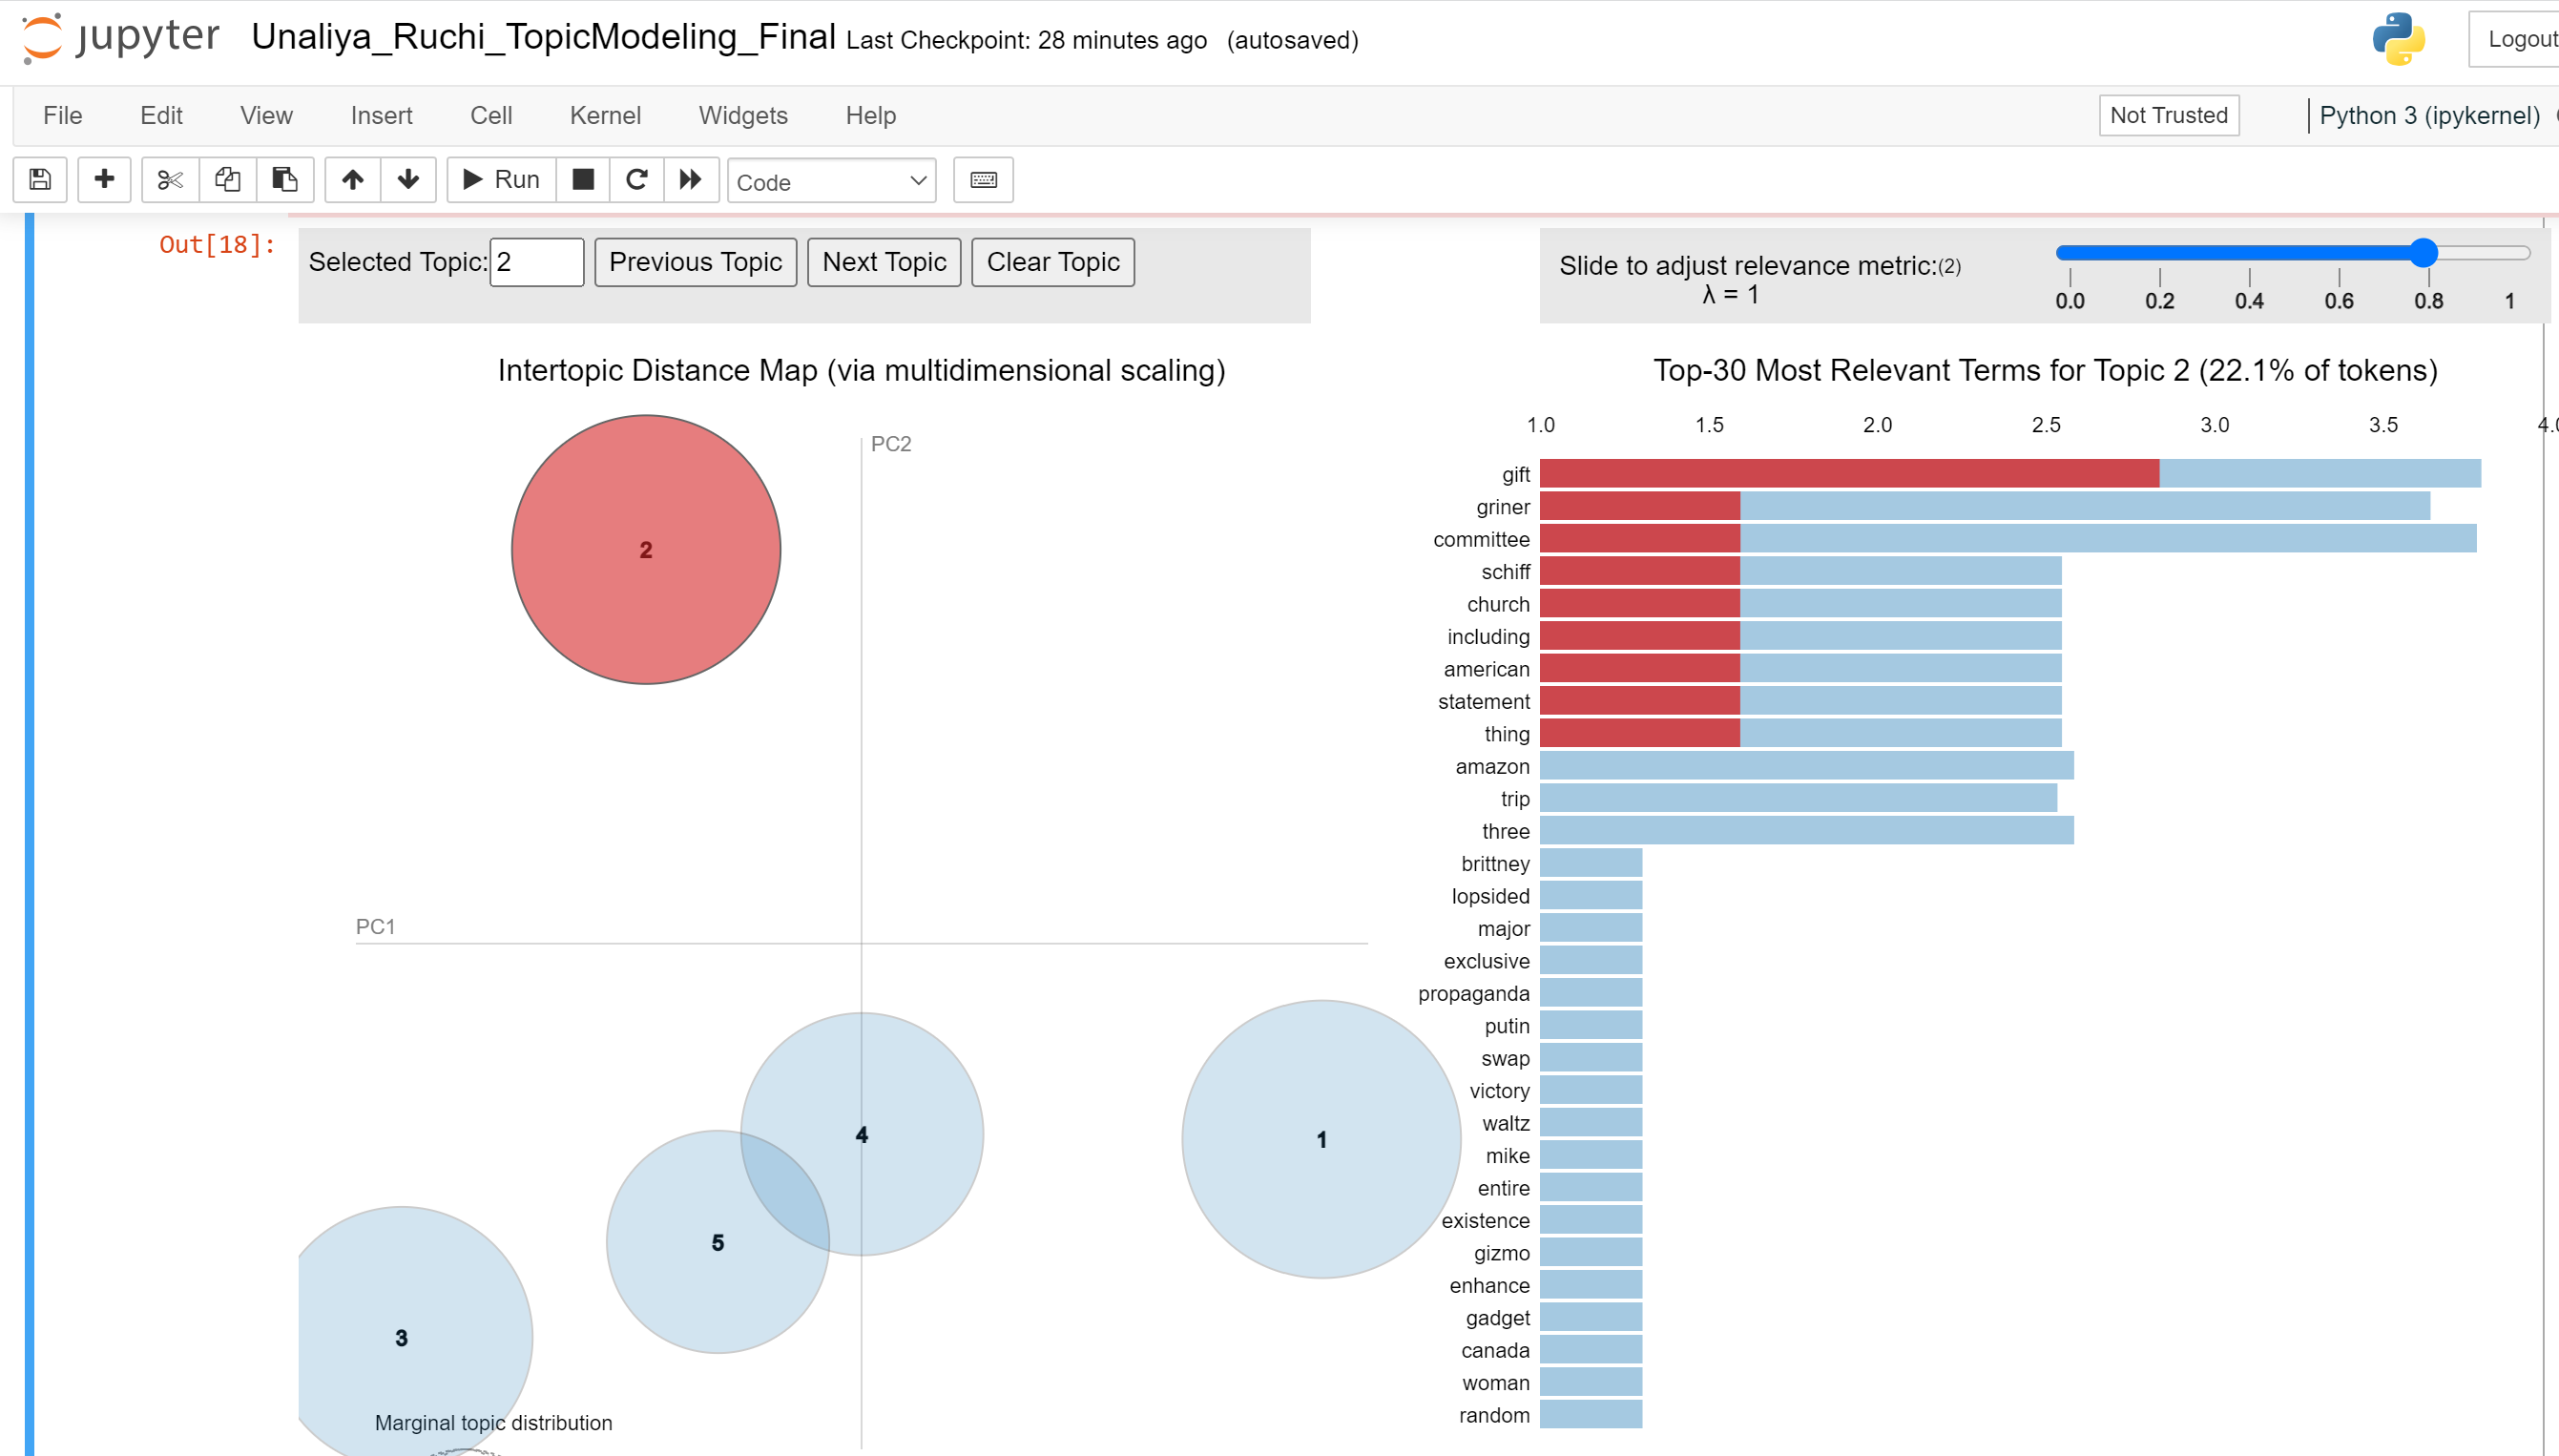 jupyter Unaliya_Ruchi_TopicModeling_Final Last Checkpoint: 28 minutes ago (autosaved)
Logout
File Edit View Insert Cell Kernel Widgets Help
Not Trusted
Python 3 (ipykernel)
Run
Code
Out[18]:
Selected Topic: 2 Previous Topic Next Topic Clear Topic
Slide to adjust relevance metric:(2)
λ = 1
0.0 0.2 0.4 0.6 0.8 1
Intertopic Distance Map (via multidimensional scaling)
PC2
2
PC1
4
1
5
3
Marginal topic distribution
Top-30 Most Relevant Terms for Topic 2 (22.1% of tokens)
1.0 1.5 2.0 2.5 3.0 3.5
gift
griner
committee
schiff
church
including
american
statement
thing
amazon
trip
three
brittney
lopsided
major
exclusive
propaganda
putin
swap
victory
waltz
mike
entire
existence
gizmo
enhance
gadget
canada
woman
random